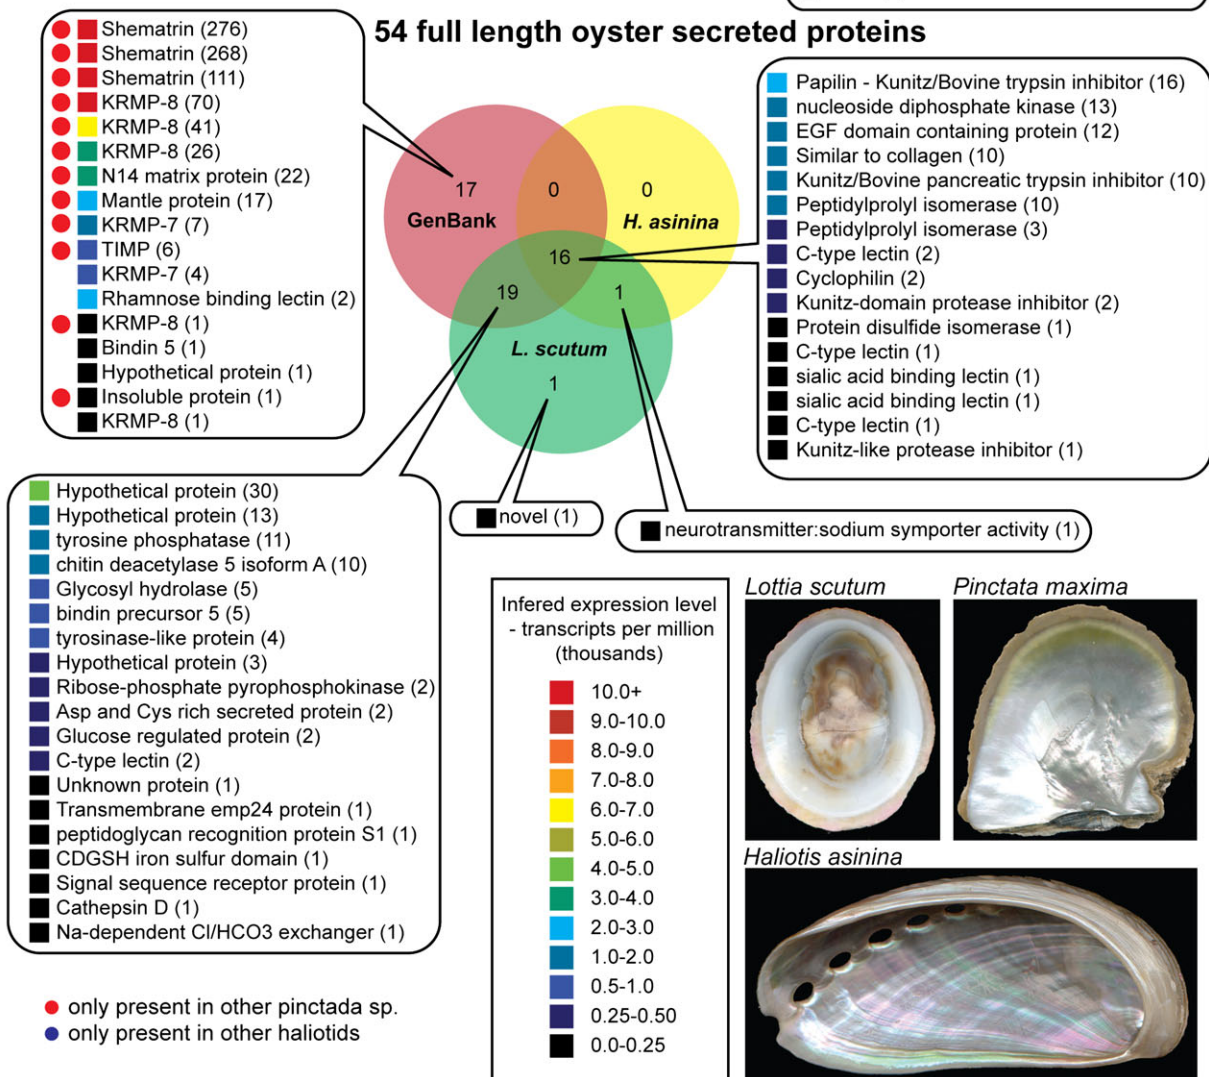 54 full length oyster secreted proteins
Shematrin (276)
Shematrin (268)
Shematrin (111)
KRMP-8 (70)
KRMP-8 (41)
KRMP-8 (26)
N14 matrix protein (22)
Mantle protein (17)
KRMP-7 (7)
TIMP (6)
KRMP-7 (4)
Rhamnose binding lectin (2)
KRMP-8 (1)
Bindin 5 (1)
Hypothetical protein (1)
Insoluble protein (1)
KRMP-8 (1)
17
0
0
GenBank
H. asinina
16
19
1
L. scutum
1
Papilin - Kunitz/Bovine trypsin inhibitor (16)
nucleoside diphosphate kinase (13)
EGF domain containing protein (12)
Similar to collagen (10)
Kunitz/Bovine pancreatic trypsin inhibitor (10)
Peptidylprolyl isomerase (10)
Peptidylprolyl isomerase (3)
C-type lectin (2)
Cyclophilin (2)
Kunitz-domain protease inhibitor (2)
Protein disulfide isomerase (1)
C-type lectin (1)
sialic acid binding lectin (1)
sialic acid binding lectin (1)
C-type lectin (1)
Kunitz-like protease inhibitor (1)
Hypothetical protein (30)
Hypothetical protein (13)
tyrosine phosphatase (11)
chitin deacetylase 5 isoform A (10)
Glycosyl hydrolase (5)
bindin precursor 5 (5)
tyrosinase-like protein (4)
Hypothetical protein (3)
Ribose-phosphate pyrophosphokinase (2)
Asp and Cys rich secreted protein (2)
Glucose regulated protein (2)
C-type lectin (2)
Unknown protein (1)
Transmembrane emp24 protein (1)
peptidoglycan recognition protein S1 (1)
CDGSH iron sulfur domain (1)
Signal sequence receptor protein (1)
Cathepsin D (1)
Na-dependent Cl/HCO3 exchanger (1)
novel (1)
neurotransmitter:sodium symporter activity (1)
Infered expression level
- transcripts per million
(thousands)
10.0+
9.0-10.0
8.0-9.0
7.0-8.0
6.0-7.0
5.0-6.0
4.0-5.0
3.0-4.0
2.0-3.0
1.0-2.0
0.5-1.0
0.25-0.50
0.0-0.25
Lottia scutum
Pinctata maxima
Haliotis asinina
only present in other pinctada sp.
only present in other haliotids